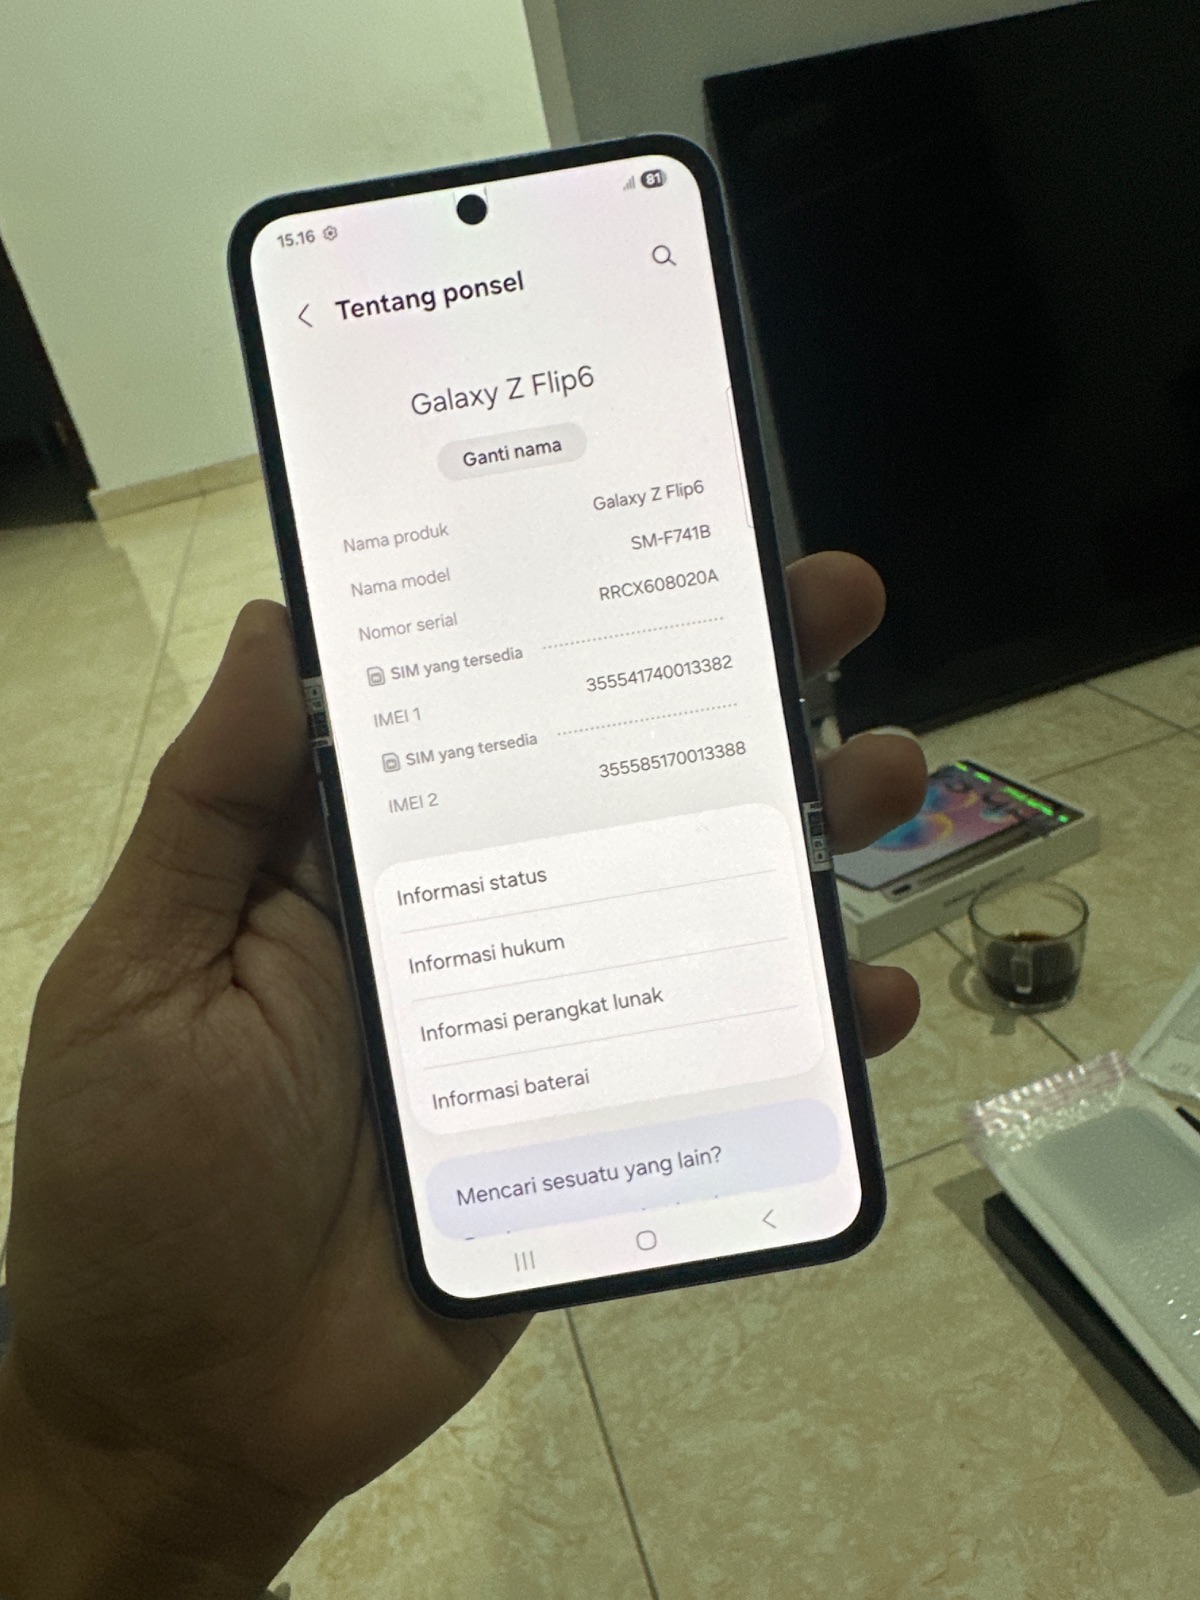 15.16
81
Tentang ponsel
Galaxy Z Flip6
Ganti nama
Nama produk Galaxy Z Flip6
Nama model SM-F741B
Nomor serial RRCX608020A
SIM yang tersedia
IMEI 1 355541740013382
SIM yang tersedia
IMEI 2 355585170013388
Informasi status
Informasi hukum
Informasi perangkat lunak
Informasi baterai
Mencari sesuatu yang lain?